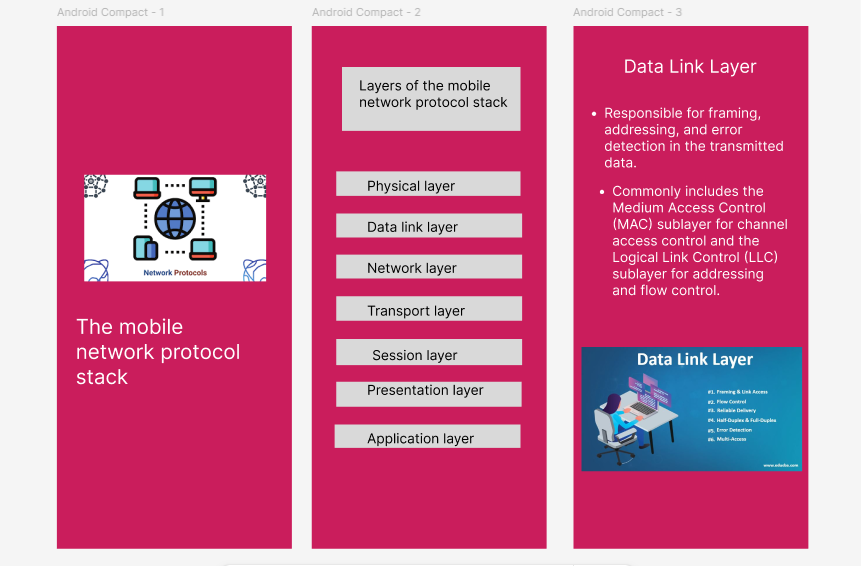 Android Compact - 1
The mobile
network protocol
stack
Network Protocols
Android Compact - 2
Layers of the mobile
network protocol stack
Physical layer
Data link layer
Network layer
Transport layer
Session layer
Presentation layer
Application layer
Android Compact - 3
Data Link Layer
• Responsible for framing,
addressing, and error
detection in the transmitted
data.
• Commonly includes the
Medium Access Control
(MAC) sublayer for channel
access control and the
Logical Link Control (LLC)
sublayer for addressing
and flow control.
Data Link Layer
#1. Framing & Link Access
#2. Flow Control
#3. Reliable Delivery
#4. Half-Duplex & Full-Duplex
#5. Error Detection
#6. Multi-Access